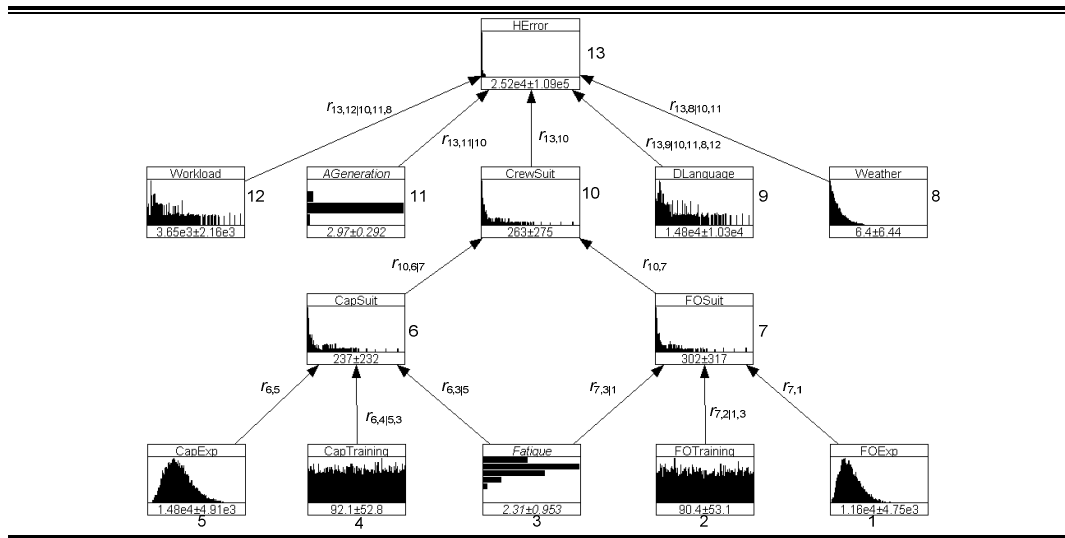 HError
13
2.52e4±1.09e5
r13,12|10,11,8
r13,11|10
r13,10
r13,9|10,11,8,12
r13,8|10,11
Workload
12
3.65e3±2.16e3
AGeneration
11
2.97±0.292
CrewSuit
10
263±275
DLanguage
9
1.48e4±1.03e4
Weather
8
6.4±6.44
r10,6|7
r10,7
CapSuit
6
237±232
FOSuit
7
302±317
r6,5
r6,4|5,3
r6,3|5
r7,3|1
r7,2|1,3
r7,1
CapExp
1.48e4±4.91e3
5
CapTraining
92.1±52.8
4
Fatigue
2.31±0.953
3
FOTraining
90.4±53.1
2
FOExp
1.16e4±4.75e3
1